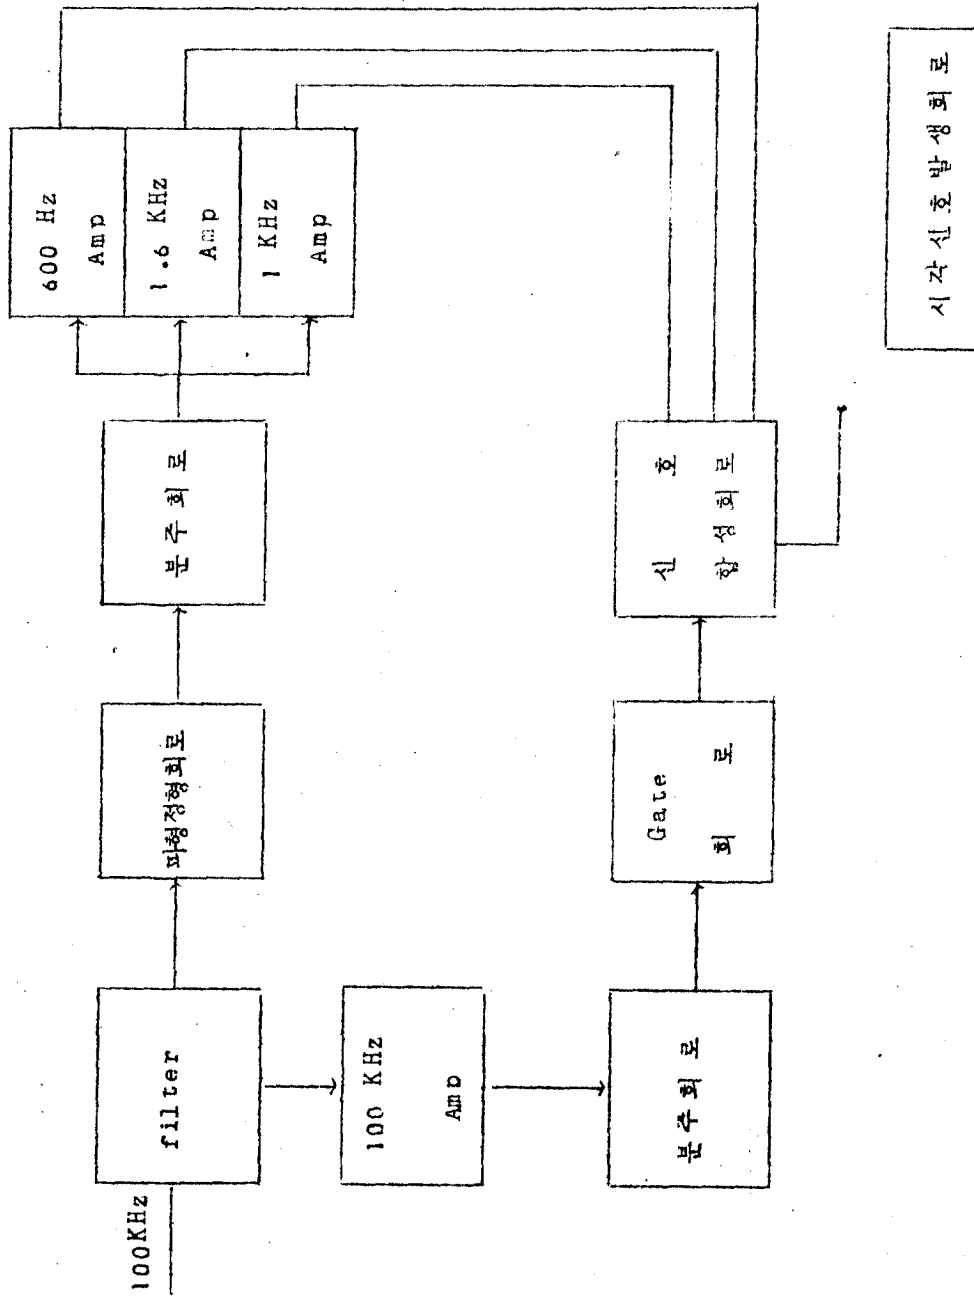 100KHz
filter
파형정형회로
분주회로
600 Hz
Amp
1.6 KHz
Amp
1 KHz
Amp
100 KHz
Amp
분주회로
Gate
회 로
신 호
합성회로
시각신호발생회로